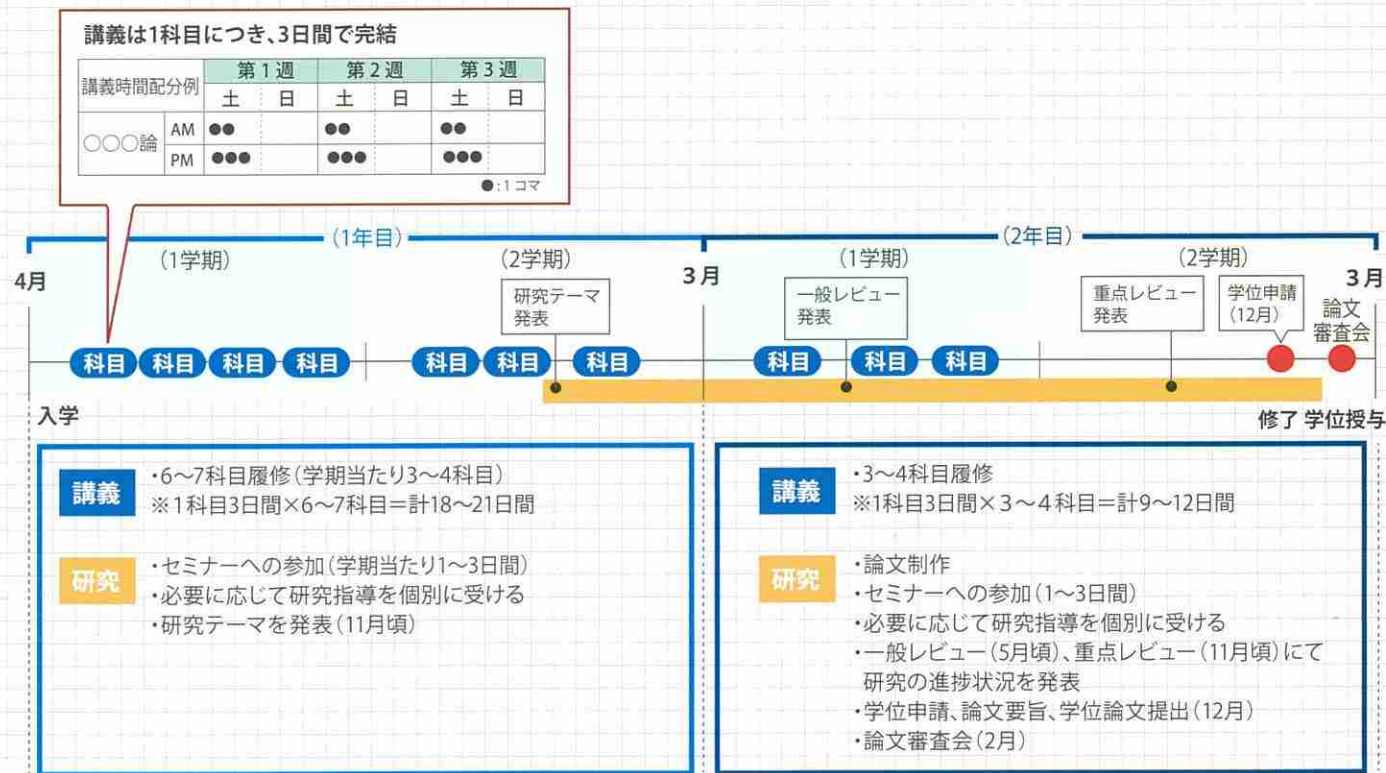 講義は1科目につき、3日間で完結
講義時間配分例 第1週 第2週 第3週
土 日 土 日 土 日
○○○論 AM ●● ●● ●●
PM ●●● ●●● ●●●
●:1コマ
(1年目) (2年目)
(1学期) (2学期) (1学期) (2学期)
4月 3月 3月
研究テーマ
発表
一般レビュー
発表
重点レビュー
発表
学位申請
(12月)
論文
審査会
科目 科目 科目 科目 科目 科目 科目 科目 科目 科目
入学 修了 学位授与
講義
・6〜7科目履修(学期当たり3〜4科目)
※1科目3日間×6〜7科目=計18〜21日間
研究
・セミナーへの参加(学期当たり1〜3日間)
・必要に応じて研究指導を個別に受ける
・研究テーマを発表(11月頃)
講義
・3〜4科目履修
※1科目3日間×3〜4科目=計9〜12日間
研究
・論文制作
・セミナーへの参加(1〜3日間)
・必要に応じて研究指導を個別に受ける
・一般レビュー(5月頃)、重点レビュー(11月頃)にて
研究の進捗状況を発表
・学位申請、論文要旨、学位論文提出(12月)
・論文審査会(2月)